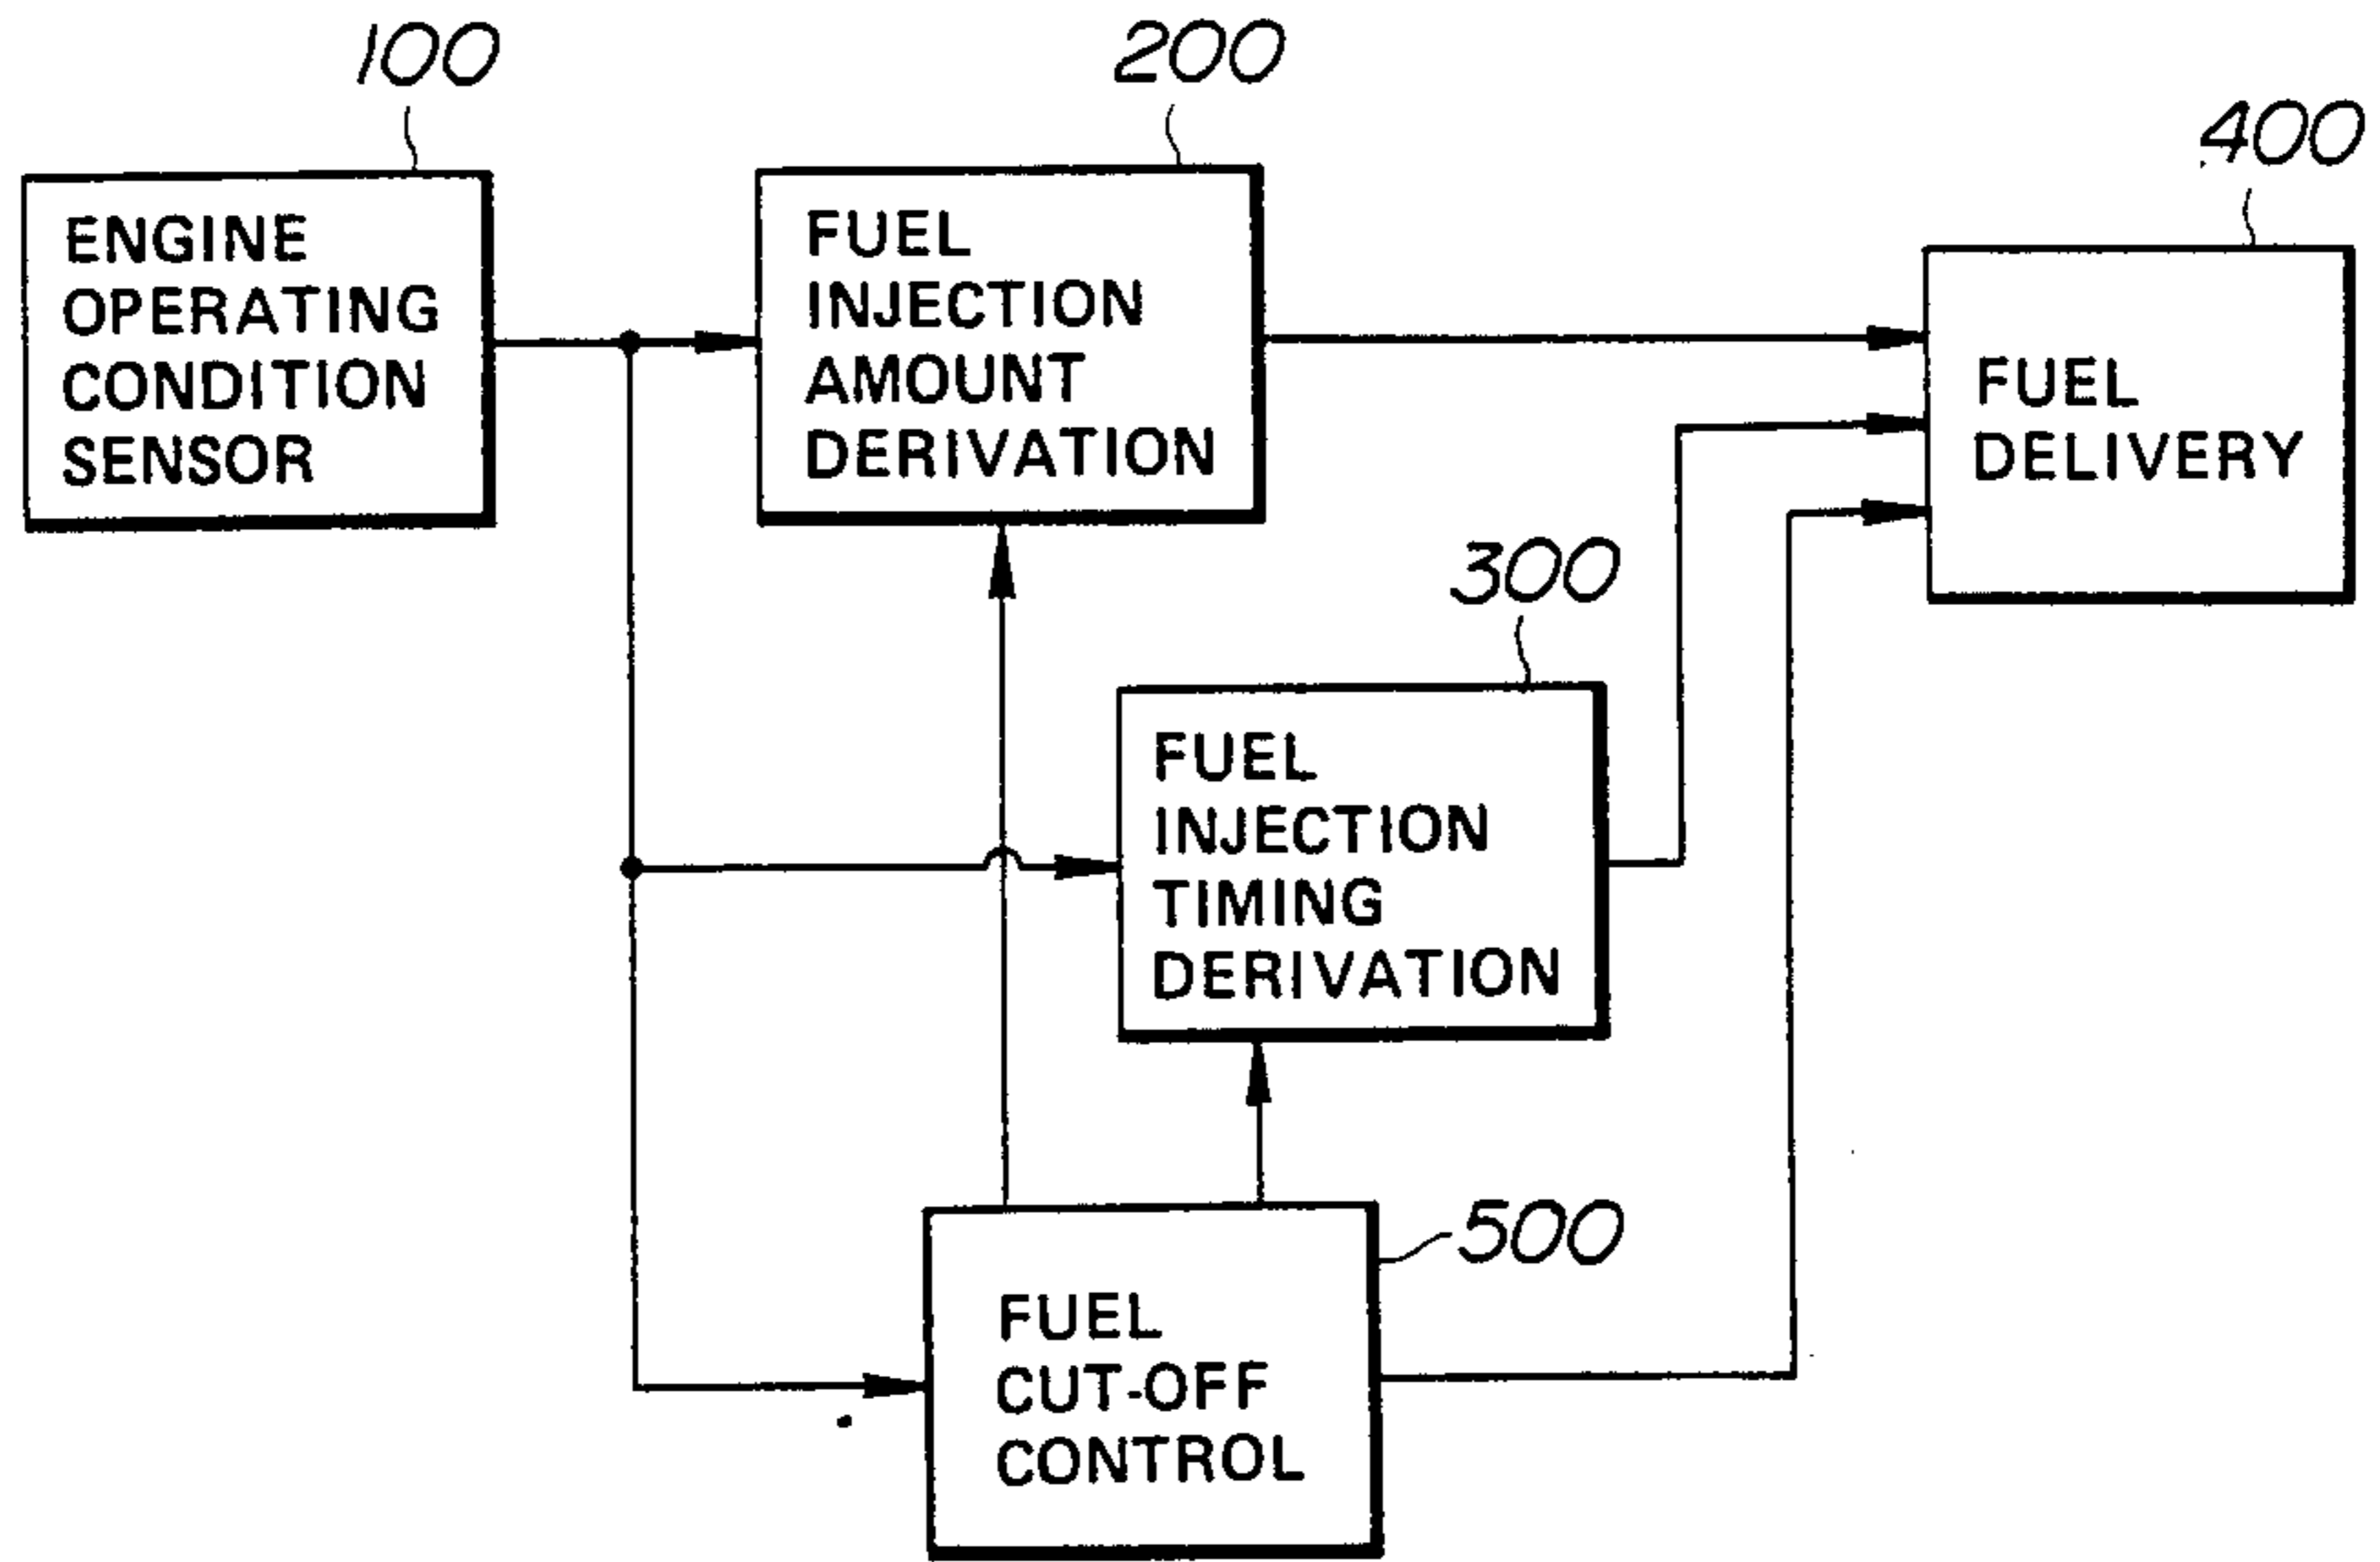 100
ENGINE
OPERATING
CONDITION
SENSOR
200
FUEL
INJECTION
AMOUNT
DERIVATION
400
FUEL
DELIVERY
300
FUEL
INJECTION
TIMING
DERIVATION
500
FUEL
CUT-OFF
CONTROL